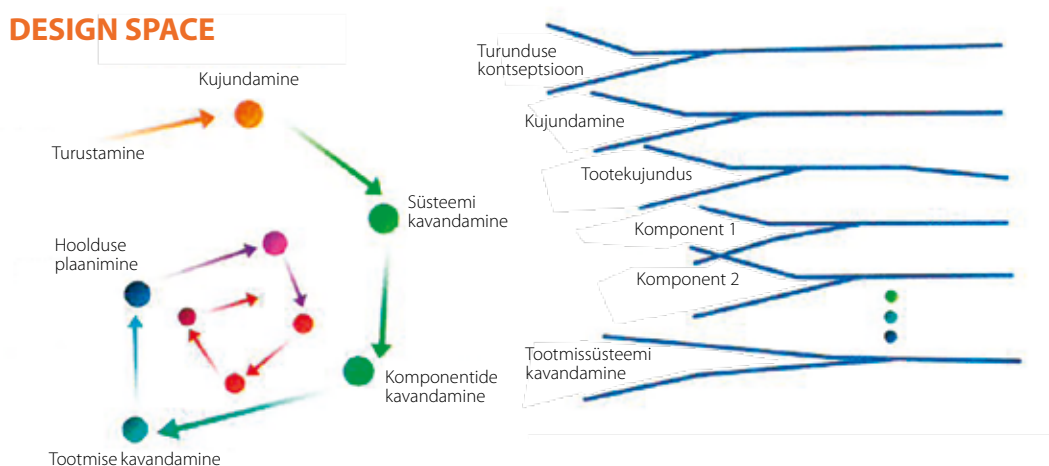 DESIGN SPACE
Kujundamine
Turustamine
Süsteemi
kavandamine
Hoolduse
plaanimine
Komponentide
kavandamine
Tootmise kavandamine
Turunduse
kontseptsioon
Kujundamine
Tootekujundus
Komponent 1
Komponent 2
Tootmissüsteemi
kavandamine